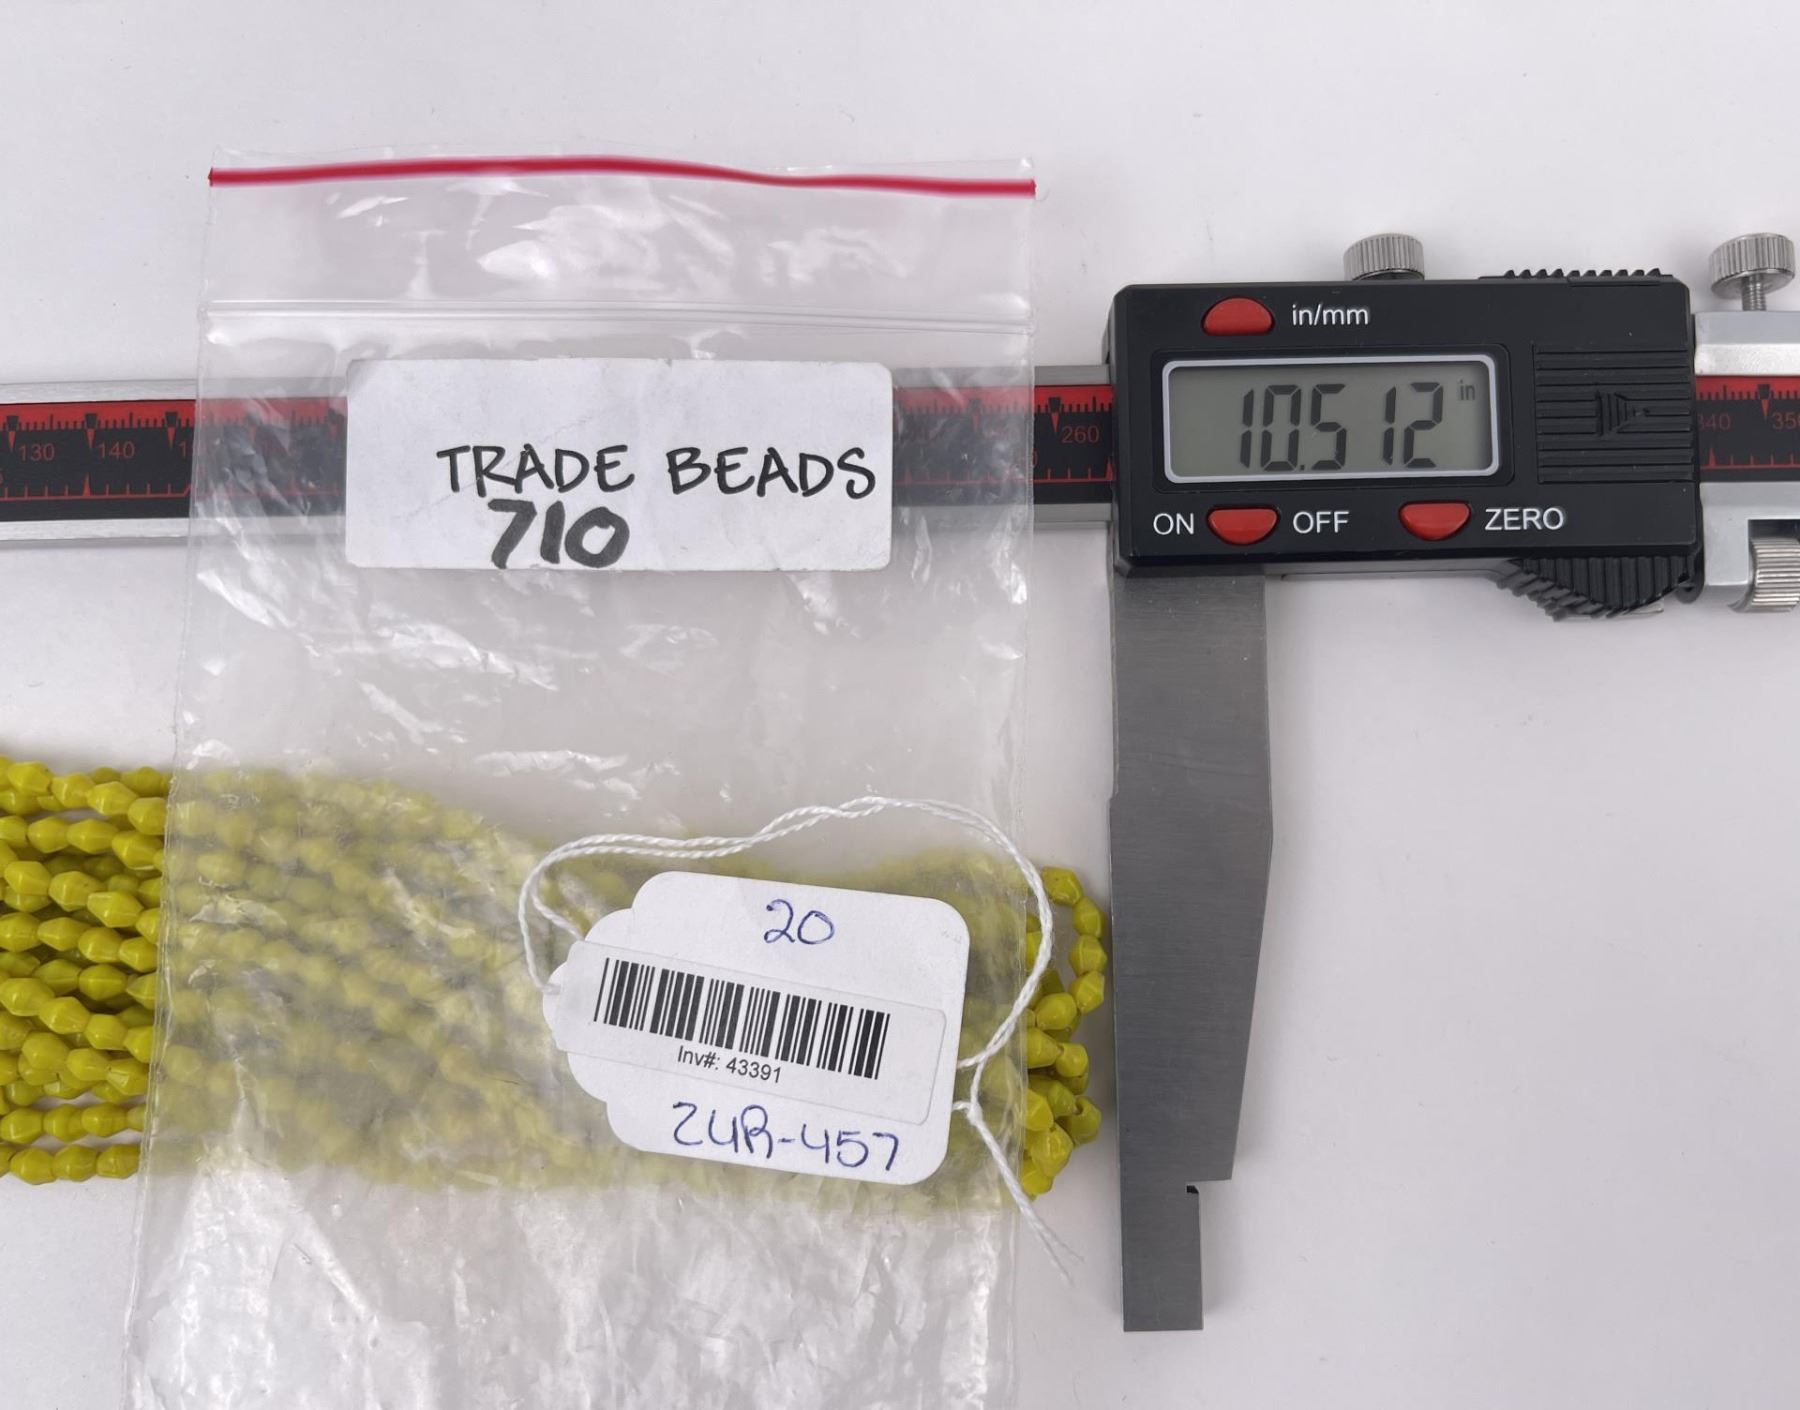 in/mm
10.512 in
ON OFF ZERO
130 140 260 340
TRADE BEADS
710
20
Inv#: 43391
24R-457